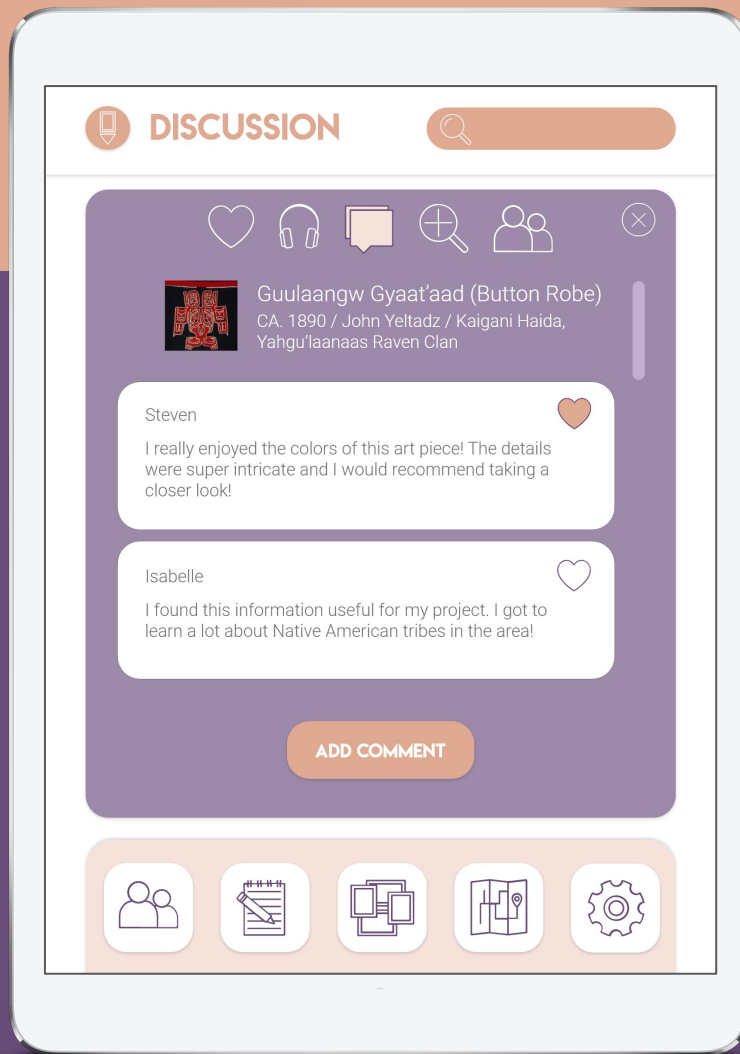 DISCUSSION
Guulaangw Gyaat’aad (Button Robe)
CA. 1890 / John Yeltadz / Kaigani Haida,
Yahgu’laanaas Raven Clan
Steven
I really enjoyed the colors of this art piece! The details
were super intricate and I would recommend taking a
closer look!
Isabelle
I found this information useful for my project. I got to
learn a lot about Native American tribes in the area!
ADD COMMENT